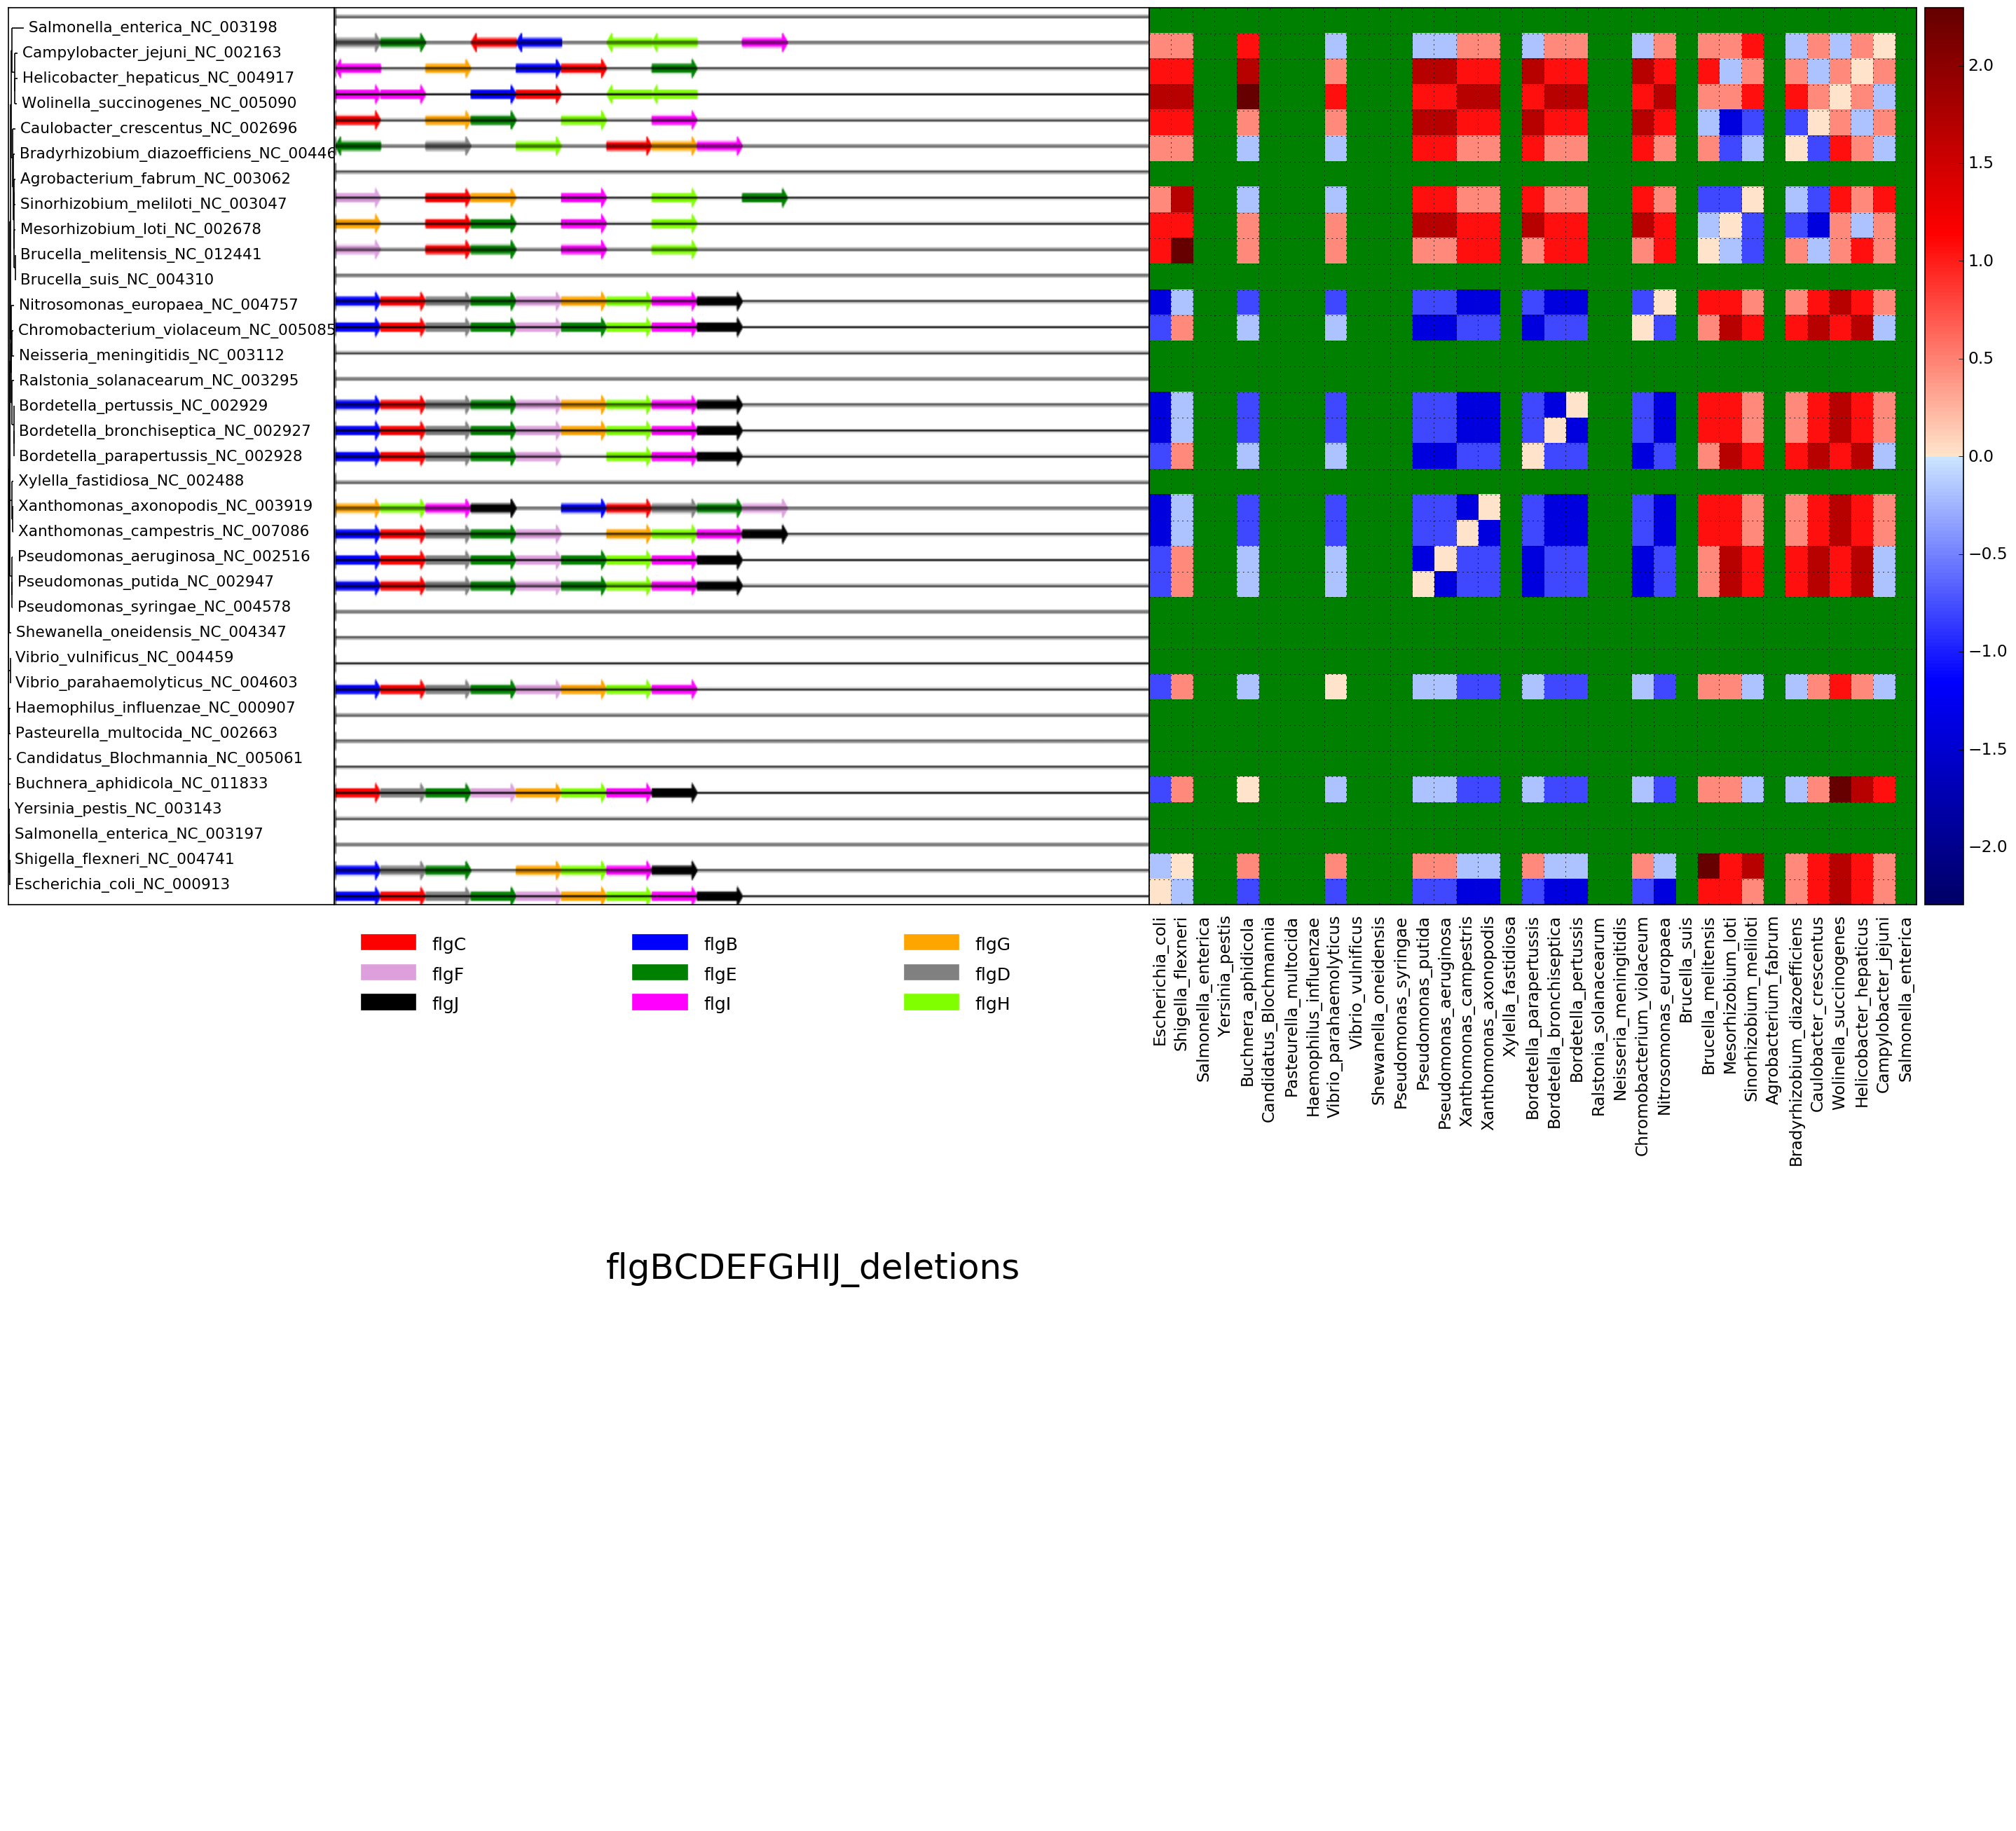 Salmonella_enterica_NC_003198
Campylobacter_jejuni_NC_002163
Helicobacter_hepaticus_NC_004917
Wolinella_succinogenes_NC_005090
Caulobacter_crescentus_NC_002696
Bradyrhizobium_diazoefficiens_NC_00446
Agrobacterium_fabrum_NC_003062
Sinorhizobium_meliloti_NC_003047
Mesorhizobium_loti_NC_002678
Brucella_melitensis_NC_012441
Brucella_suis_NC_004310
Nitrosomonas_europaea_NC_004757
Chromobacterium_violaceum_NC_005085
Neisseria_meningitidis_NC_003112
Ralstonia_solanacearum_NC_003295
Bordetella_pertussis_NC_002929
Bordetella_bronchiseptica_NC_002927
Bordetella_parapertussis_NC_002928
Xylella_fastidiosa_NC_002488
Xanthomonas_axonopodis_NC_003919
Xanthomonas_campestris_NC_007086
Pseudomonas_aeruginosa_NC_002516
Pseudomonas_putida_NC_002947
Pseudomonas_syringae_NC_004578
Shewanella_oneidensis_NC_004347
Vibrio_vulnificus_NC_004459
Vibrio_parahaemolyticus_NC_004603
Haemophilus_influenzae_NC_000907
Pasteurella_multocida_NC_002663
Candidatus_Blochmannia_NC_005061
Buchnera_aphidicola_NC_011833
Yersinia_pestis_NC_003143
Salmonella_enterica_NC_003197
Shigella_flexneri_NC_004741
Escherichia_coli_NC_000913
2.0
1.5
1.0
0.5
0.0
−0.5
−1.0
−1.5
−2.0
flgC
flgB
flgG
flgF
flgE
flgD
flgJ
flgI
flgH
Escherichia_coli
Shigella_flexneri
Salmonella_enterica
Yersinia_pestis
Buchnera_aphidicola
Candidatus_Blochmannia
Pasteurella_multocida
Haemophilus_influenzae
Vibrio_parahaemolyticus
Vibrio_vulnificus
Shewanella_oneidensis
Pseudomonas_syringae
Pseudomonas_putida
Pseudomonas_aeruginosa
Xanthomonas_campestris
Xanthomonas_axonopodis
Xylella_fastidiosa
Bordetella_parapertussis
Bordetella_bronchiseptica
Bordetella_pertussis
Ralstonia_solanacearum
Neisseria_meningitidis
Chromobacterium_violaceum
Nitrosomonas_europaea
Brucella_suis
Brucella_melitensis
Mesorhizobium_loti
Sinorhizobium_meliloti
Agrobacterium_fabrum
Bradyrhizobium_diazoefficiens
Caulobacter_crescentus
Wolinella_succinogenes
Helicobacter_hepaticus
Campylobacter_jejuni
Salmonella_enterica
flgBCDEFGHIJ_deletions